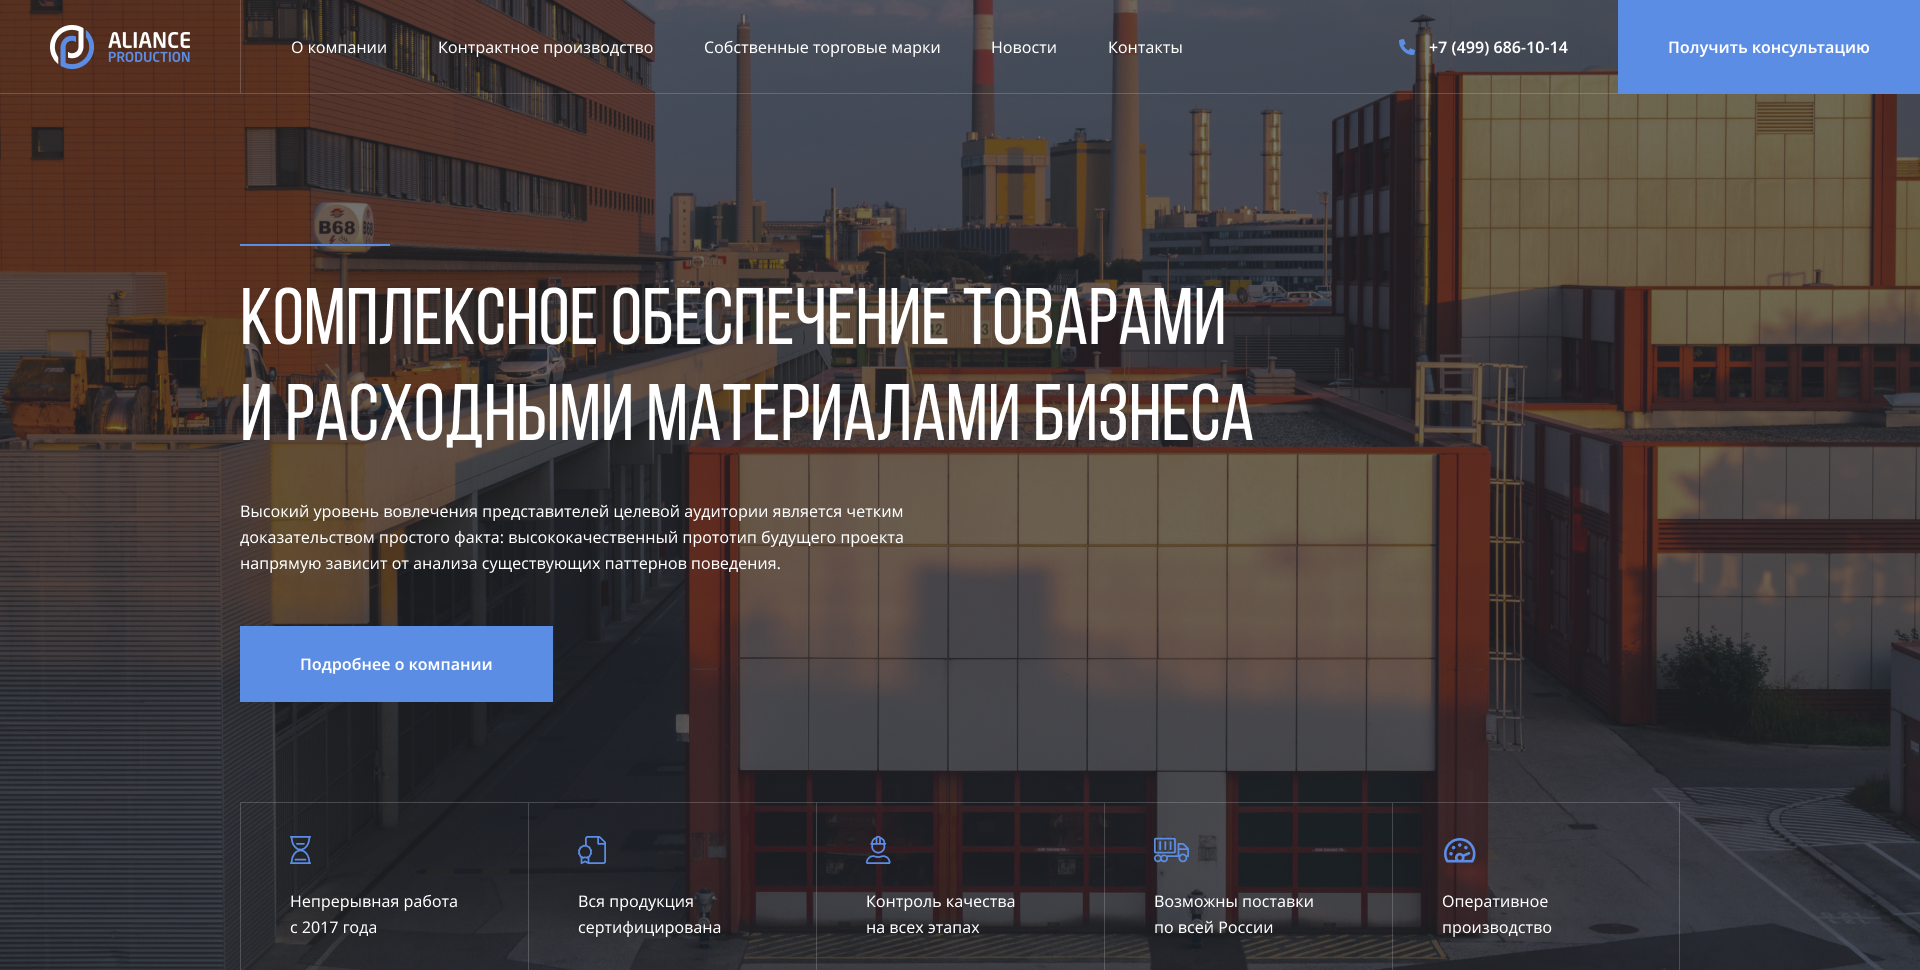 ALIANCE
PRODUCTION
О компании
Контрактное производство
Собственные торговые марки
Новости
Контакты
+7 (499) 686-10-14
Получить консультацию
B68
КОМПЛЕКСНОЕ ОБЕСПЕЧЕНИЕ ТОВАРАМИ
И РАСХОДНЫМИ МАТЕРИАЛАМИ БИЗНЕСА
Высокий уровень вовлечения представителей целевой аудитории является четким
доказательством простого факта: высококачественный прототип будущего проекта
напрямую зависит от анализа существующих паттернов поведения.
Подробнее о компании
Непрерывная работа
с 2017 года
Вся продукция
сертифицирована
Контроль качества
на всех этапах
Возможны поставки
по всей России
Оперативное
производство